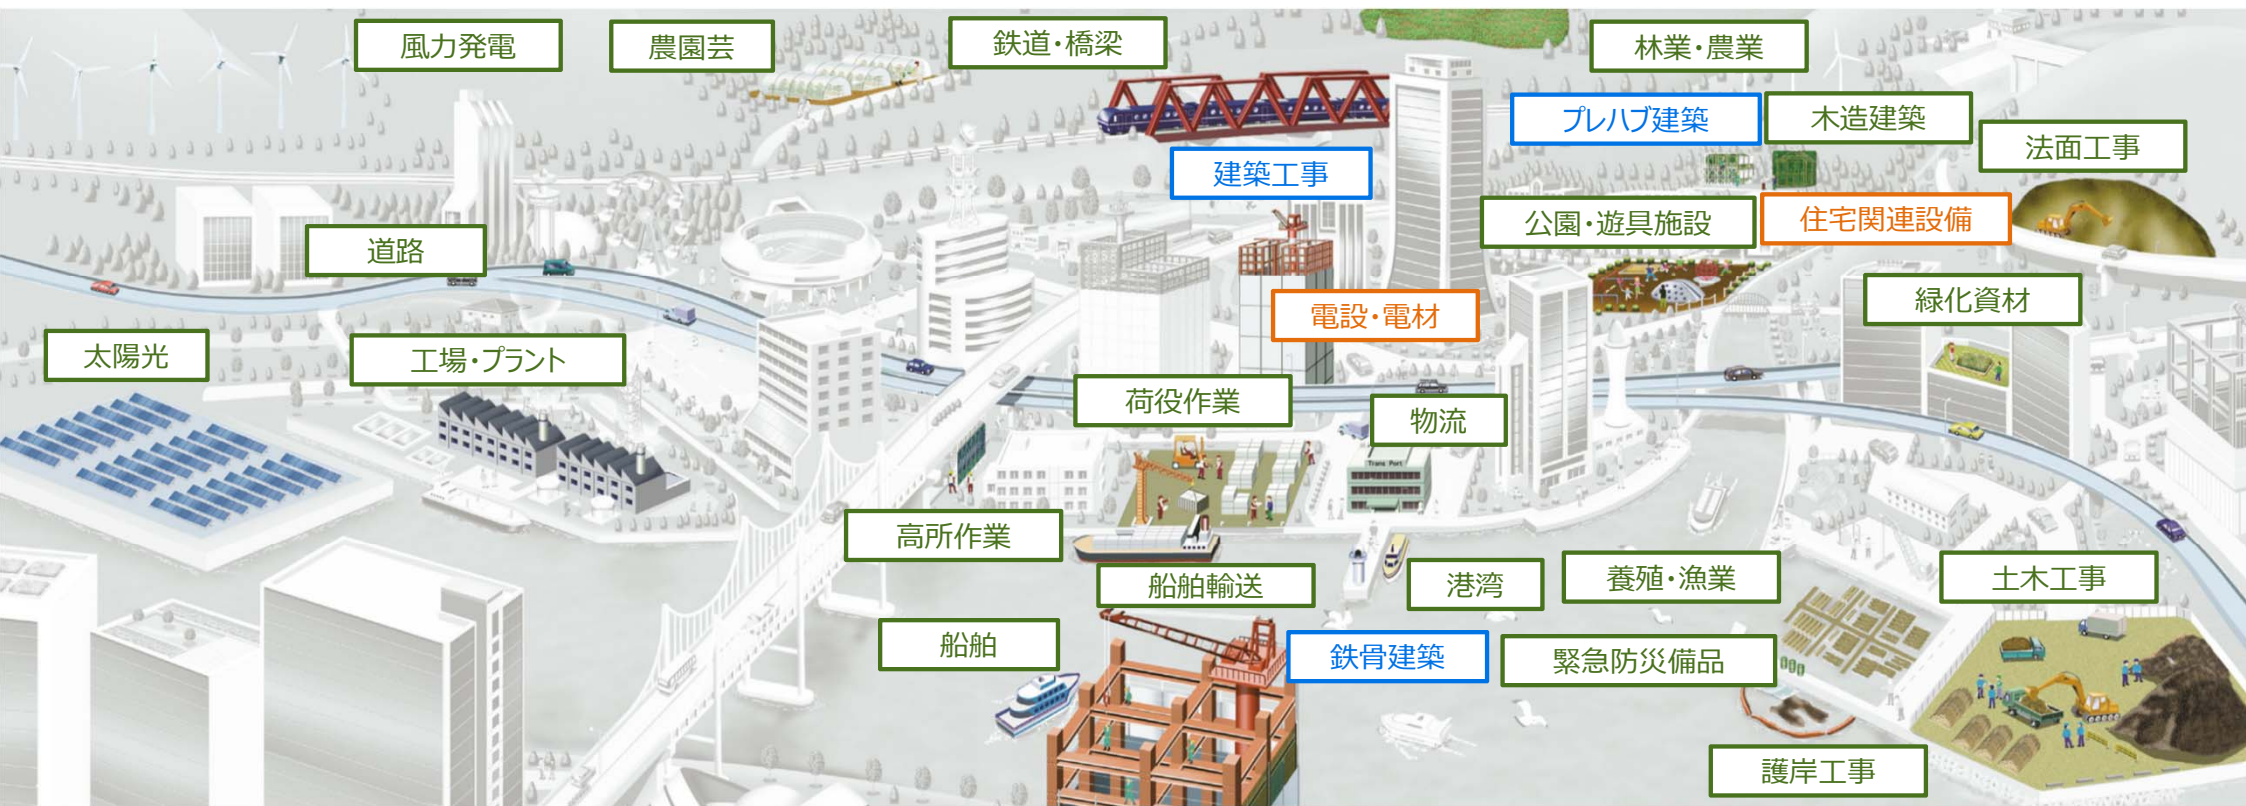 風力発電
農園芸
鉄道・橋梁
林業・農業
プレハブ建築
木造建築
法面工事
建築工事
公園・遊具施設
住宅関連設備
道路
電設・電材
緑化資材
太陽光
工場・プラント
荷役作業
物流
Trans Port
高所作業
船舶輸送
港湾
養殖・漁業
土木工事
船舶
鉄骨建築
緊急防災備品
護岸工事